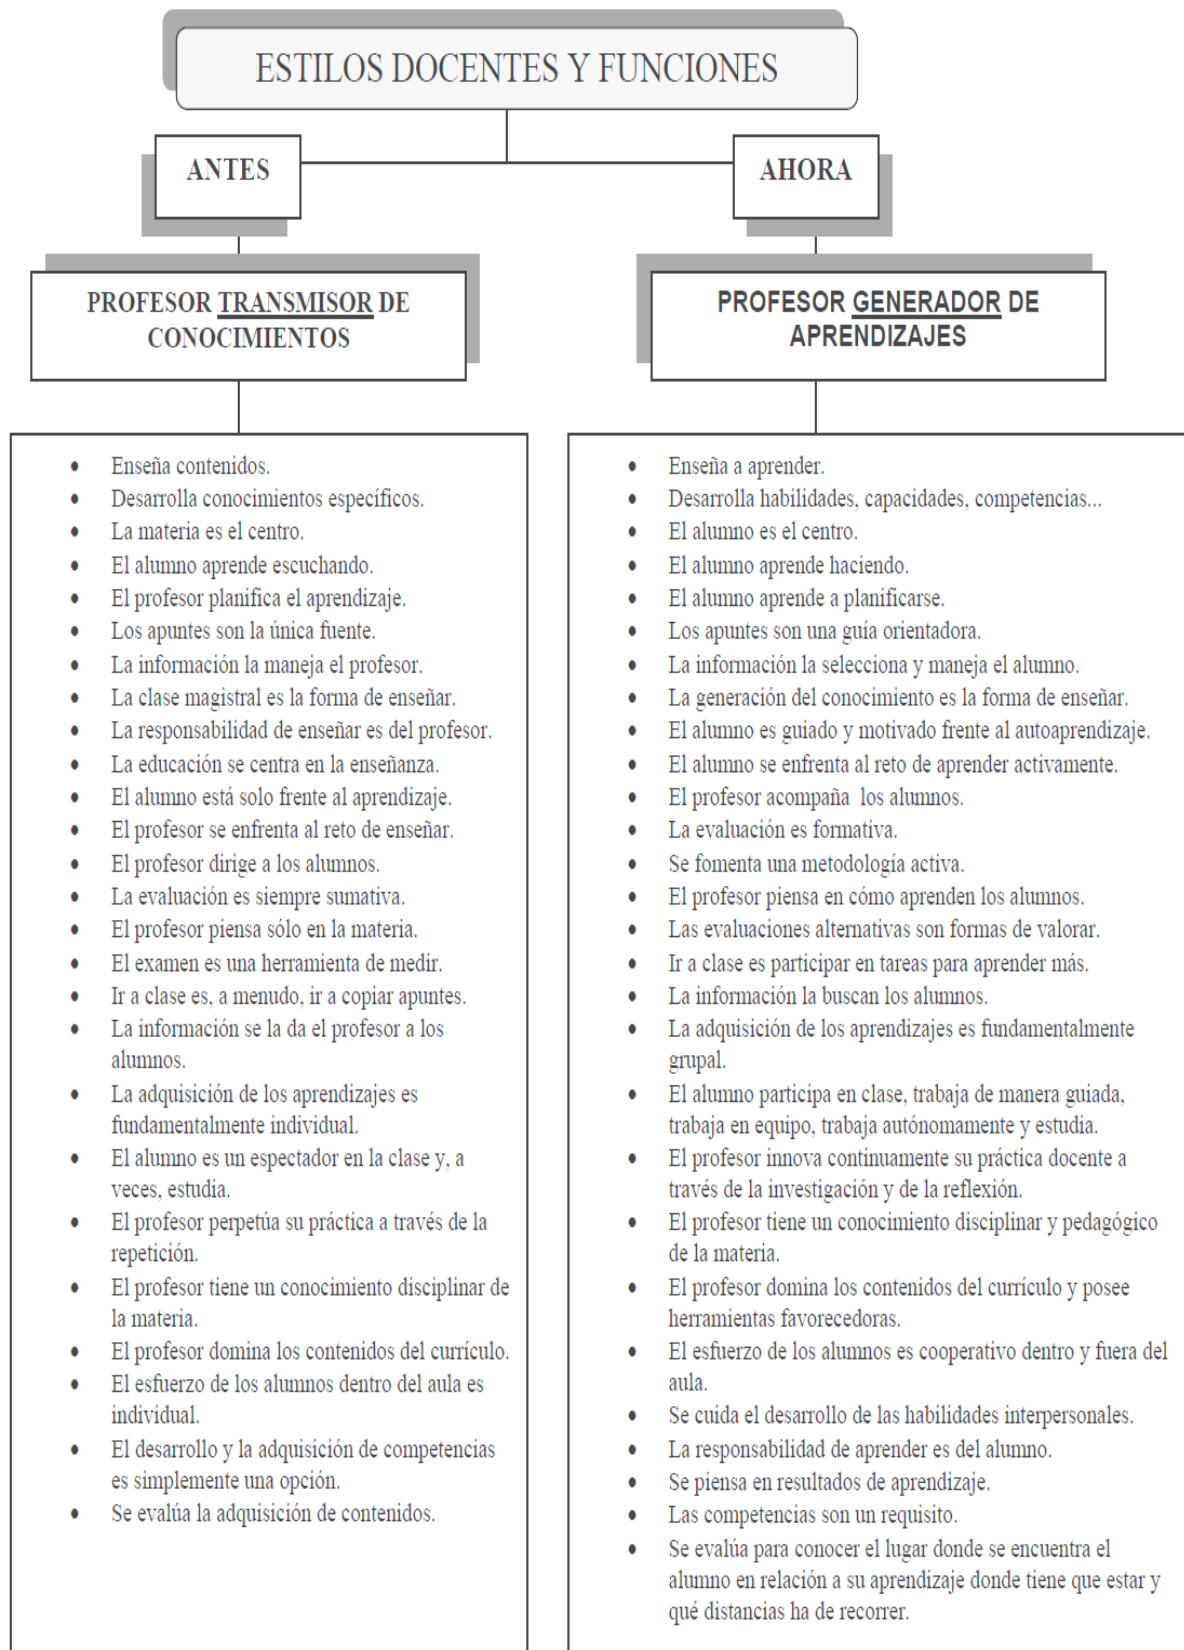 ESTILOS DOCENTES Y FUNCIONES
ANTES
AHORA
PROFESOR TRANSMISOR DE
CONOCIMIENTOS
PROFESOR GENERADOR DE
APRENDIZAJES
• Enseña contenidos.
• Desarrolla conocimientos específicos.
• La materia es el centro.
• El alumno aprende escuchando.
• El profesor planifica el aprendizaje.
• Los apuntes son la única fuente.
• La información la maneja el profesor.
• La clase magistral es la forma de enseñar.
• La responsabilidad de enseñar es del profesor.
• La educación se centra en la enseñanza.
• El alumno está solo frente al aprendizaje.
• El profesor se enfrenta al reto de enseñar.
• El profesor dirige a los alumnos.
• La evaluación es siempre sumativa.
• El profesor piensa sólo en la materia.
• El examen es una herramienta de medir.
• Ir a clase es, a menudo, ir a copiar apuntes.
• La información se la da el profesor a los
alumnos.
• La adquisición de los aprendizajes es
fundamentalmente individual.
• El alumno es un espectador en la clase y, a
veces, estudia.
• El profesor perpetúa su práctica a través de la
repetición.
• El profesor tiene un conocimiento disciplinar de
la materia.
• El profesor domina los contenidos del currículo.
• El esfuerzo de los alumnos dentro del aula es
individual.
• El desarrollo y la adquisición de competencias
es simplemente una opción.
• Se evalúa la adquisición de contenidos.
• Enseña a aprender.
• Desarrolla habilidades, capacidades, competencias...
• El alumno es el centro.
• El alumno aprende haciendo.
• El alumno aprende a planificarse.
• Los apuntes son una guía orientadora.
• La información la selecciona y maneja el alumno.
• La generación del conocimiento es la forma de enseñar.
• El alumno es guiado y motivado frente al autoaprendizaje.
• El alumno se enfrenta al reto de aprender activamente.
• El profesor acompaña los alumnos.
• La evaluación es formativa.
• Se fomenta una metodología activa.
• El profesor piensa en cómo aprenden los alumnos.
• Las evaluaciones alternativas son formas de valorar.
• Ir a clase es participar en tareas para aprender más.
• La información la buscan los alumnos.
• La adquisición de los aprendizajes es fundamentalmente
grupal.
• El alumno participa en clase, trabaja de manera guiada,
trabaja en equipo, trabaja autónomamente y estudia.
• El profesor innova continuamente su práctica docente a
través de la investigación y de la reflexión.
• El profesor tiene un conocimiento disciplinar y pedagógico
de la materia.
• El profesor domina los contenidos del currículo y posee
herramientas favorecedoras.
• El esfuerzo de los alumnos es cooperativo dentro y fuera del
aula.
• Se cuida el desarrollo de las habilidades interpersonales.
• La responsabilidad de aprender es del alumno.
• Se piensa en resultados de aprendizaje.
• Las competencias son un requisito.
• Se evalúa para conocer el lugar donde se encuentra el
alumno en relación a su aprendizaje donde tiene que estar y
qué distancias ha de recorrer.